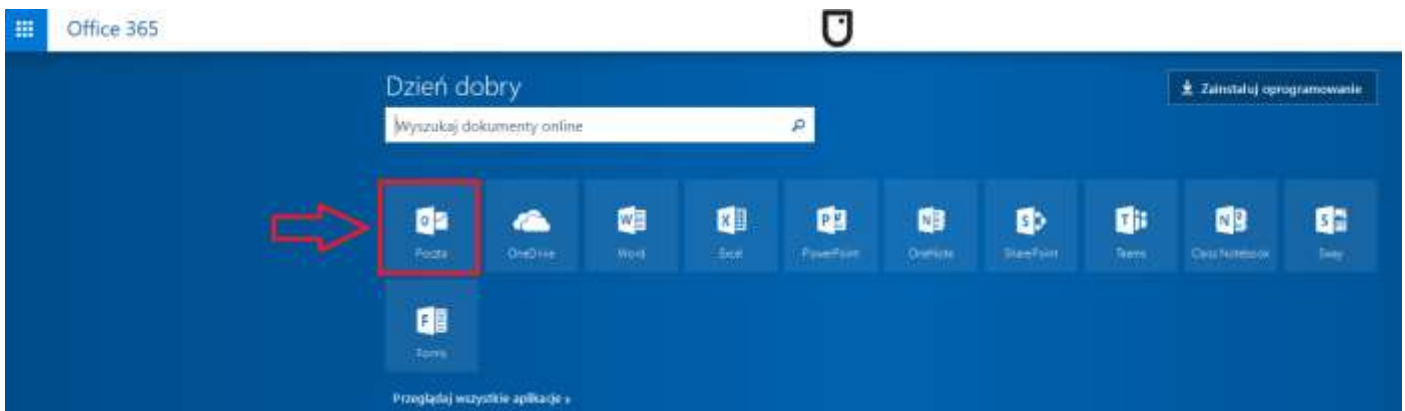 Office 365
Dzień dobry
Zainstaluj oprogramowanie
Wyszukaj dokumenty online
Poczta
OneDrive
Word
Excel
PowerPoint
OneNote
SharePoint
Teams
Class Notebook
Sway
Forms
Przeglądaj wszystkie aplikacje